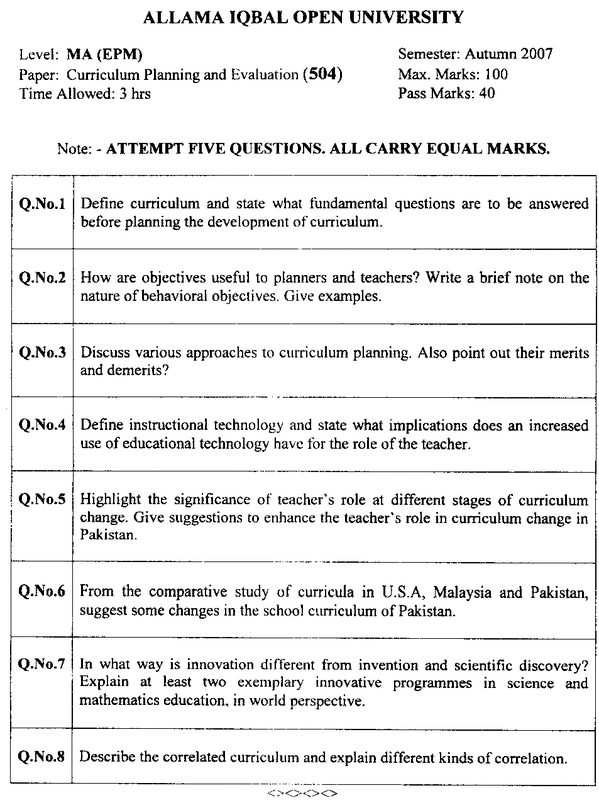 ALLAMA IQBAL OPEN UNIVERSITY
Level: MA (EPM) Semester: Autumn 2007
Paper: Curriculum Planning and Evaluation (504) Max. Marks: 100
Time Allowed: 3 hrs Pass Marks: 40
Note: - ATTEMPT FIVE QUESTIONS. ALL CARRY EQUAL MARKS.
Q.No.1 Define curriculum and state what fundamental questions are to be answered
before planning the development of curriculum.
Q.No.2 How are objectives useful to planners and teachers? Write a brief note on the
nature of behavioral objectives. Give examples.
Q.No.3 Discuss various approaches to curriculum planning. Also point out their merits
and demerits?
Q.No.4 Define instructional technology and state what implications does an increased
use of educational technology have for the role of the teacher.
Q.No.5 Highlight the significance of teacher's role at different stages of curriculum
change. Give suggestions to enhance the teacher's role in curriculum change in
Pakistan.
Q.No.6 From the comparative study of curricula in U.S.A, Malaysia and Pakistan,
suggest some changes in the school curriculum of Pakistan.
Q.No.7 In what way is innovation different from invention and scientific discovery?
Explain at least two exemplary innovative programmes in science and
mathematics education, in world perspective.
Q.No.8 Describe the correlated curriculum and explain different kinds of correlation.